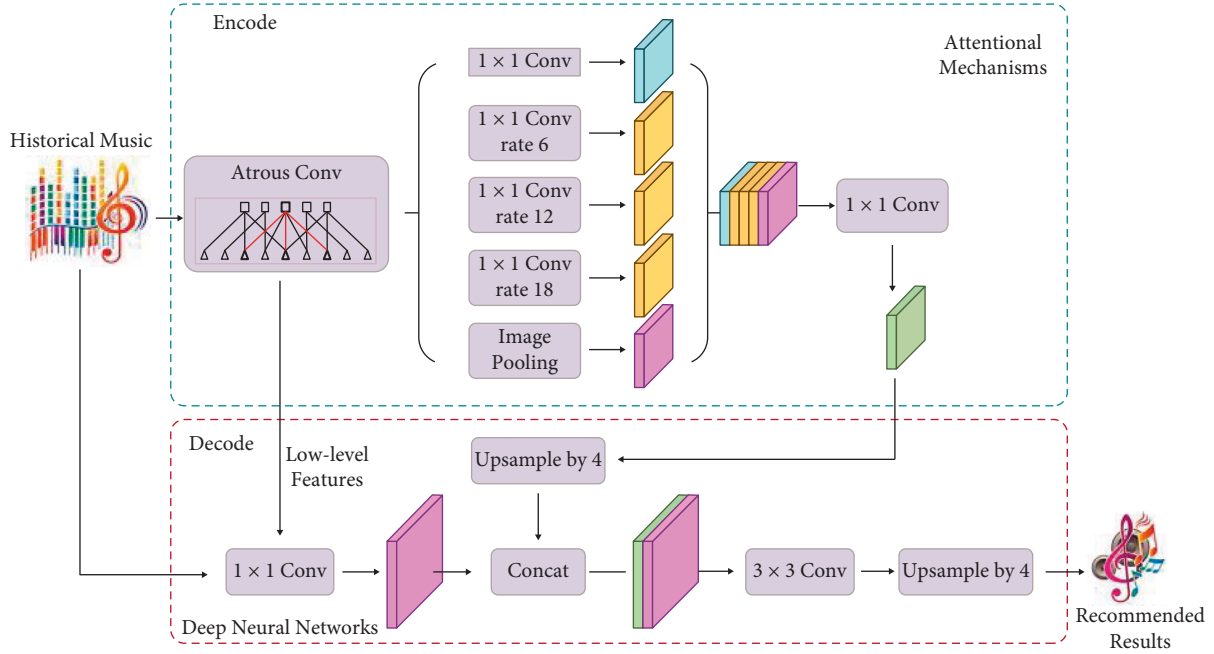 Encode
Attentional
Mechanisms
Historical Music
Atrous Conv
1 × 1 Conv
1 × 1 Conv
rate 6
1 × 1 Conv
rate 12
1 × 1 Conv
rate 18
Image
Pooling
1 × 1 Conv
Decode
Low-level
Features
Upsample by 4
1 × 1 Conv
Concat
3 × 3 Conv
Upsample by 4
Deep Neural Networks
Recommended
Results